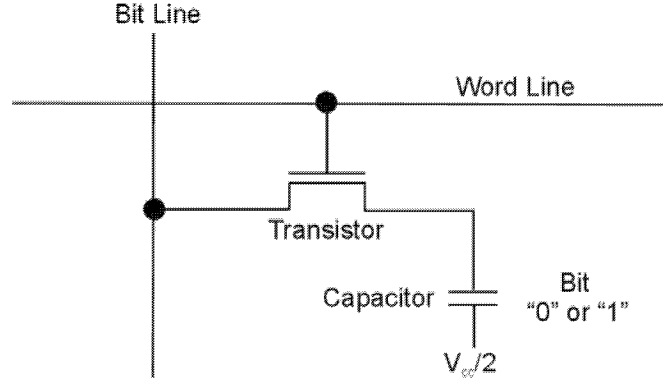 Bit Line
Word Line
Transistor
Capacitor
Bit
“0” or “1”
Vcc/2